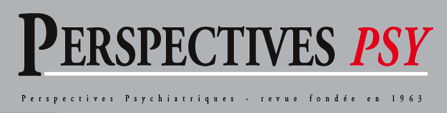 PERSPECTIVES PSY
Perspectives Psychiatriques - revue fondée en 1963